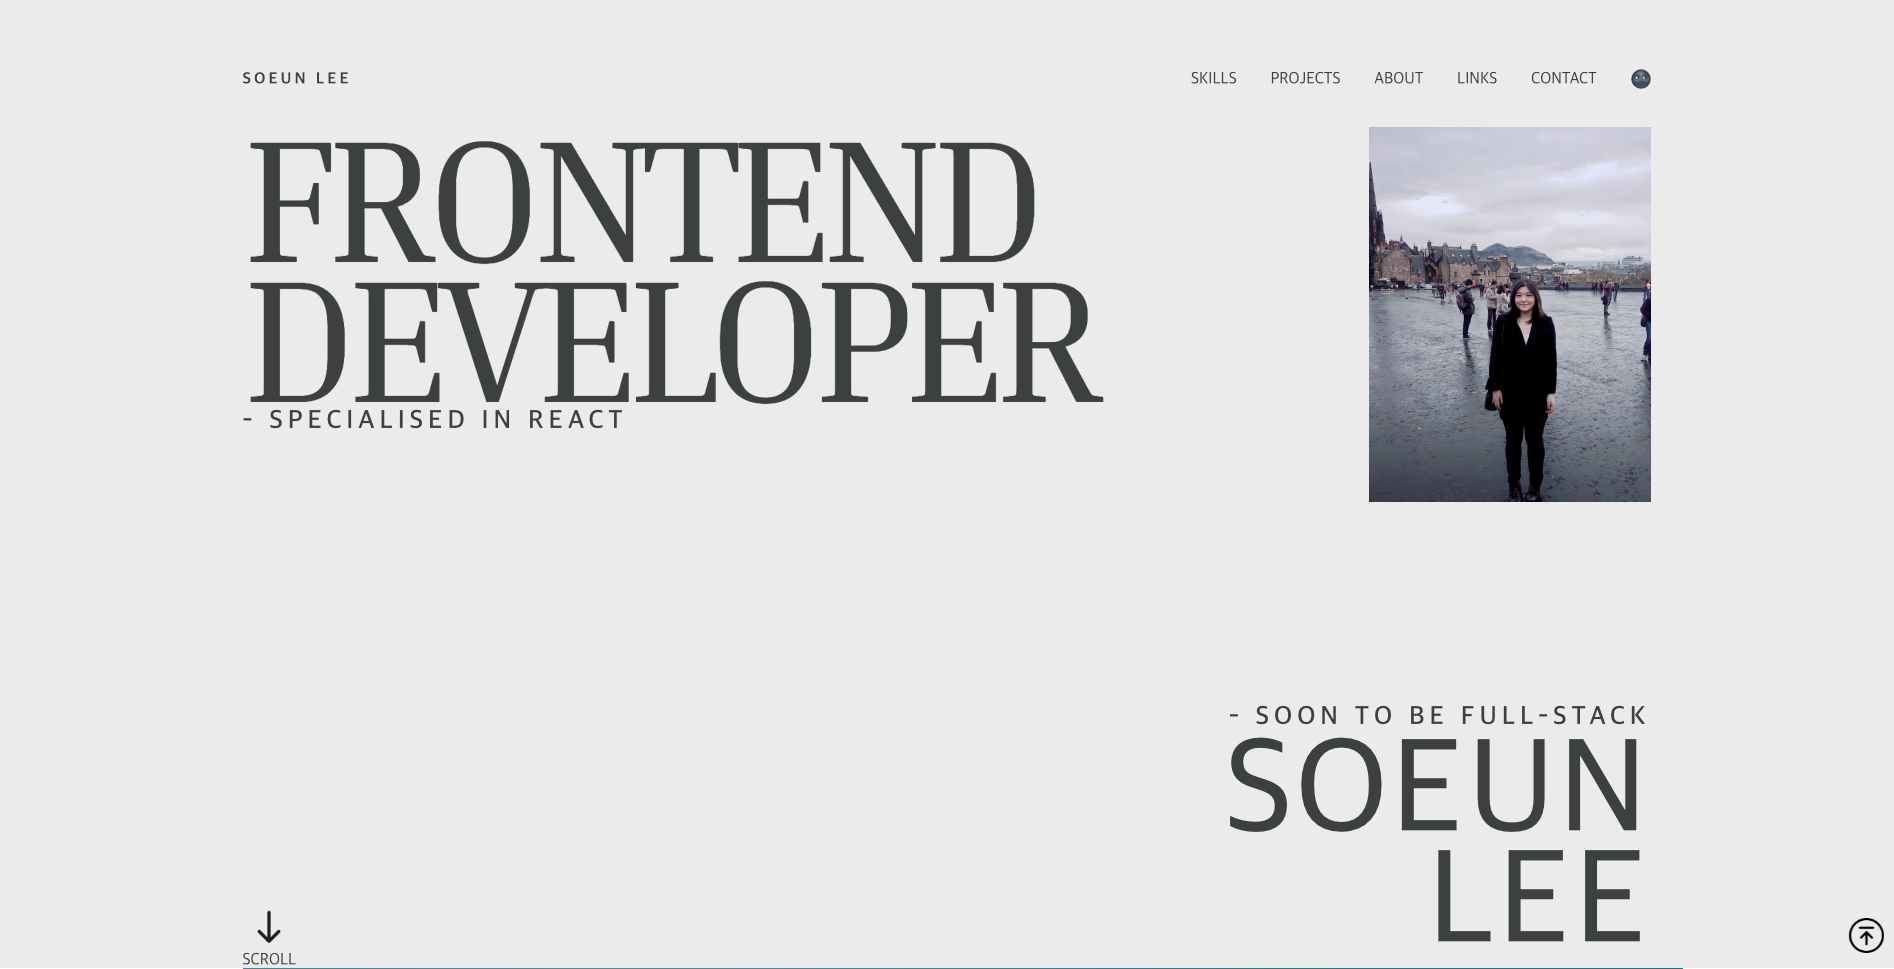 SOEUN LEE
SKILLS PROJECTS ABOUT LINKS CONTACT
FRONTEND
DEVELOPER
- SPECIALISED IN REACT
- SOON TO BE FULL-STACK
SOEUN
LEE
SCROLL